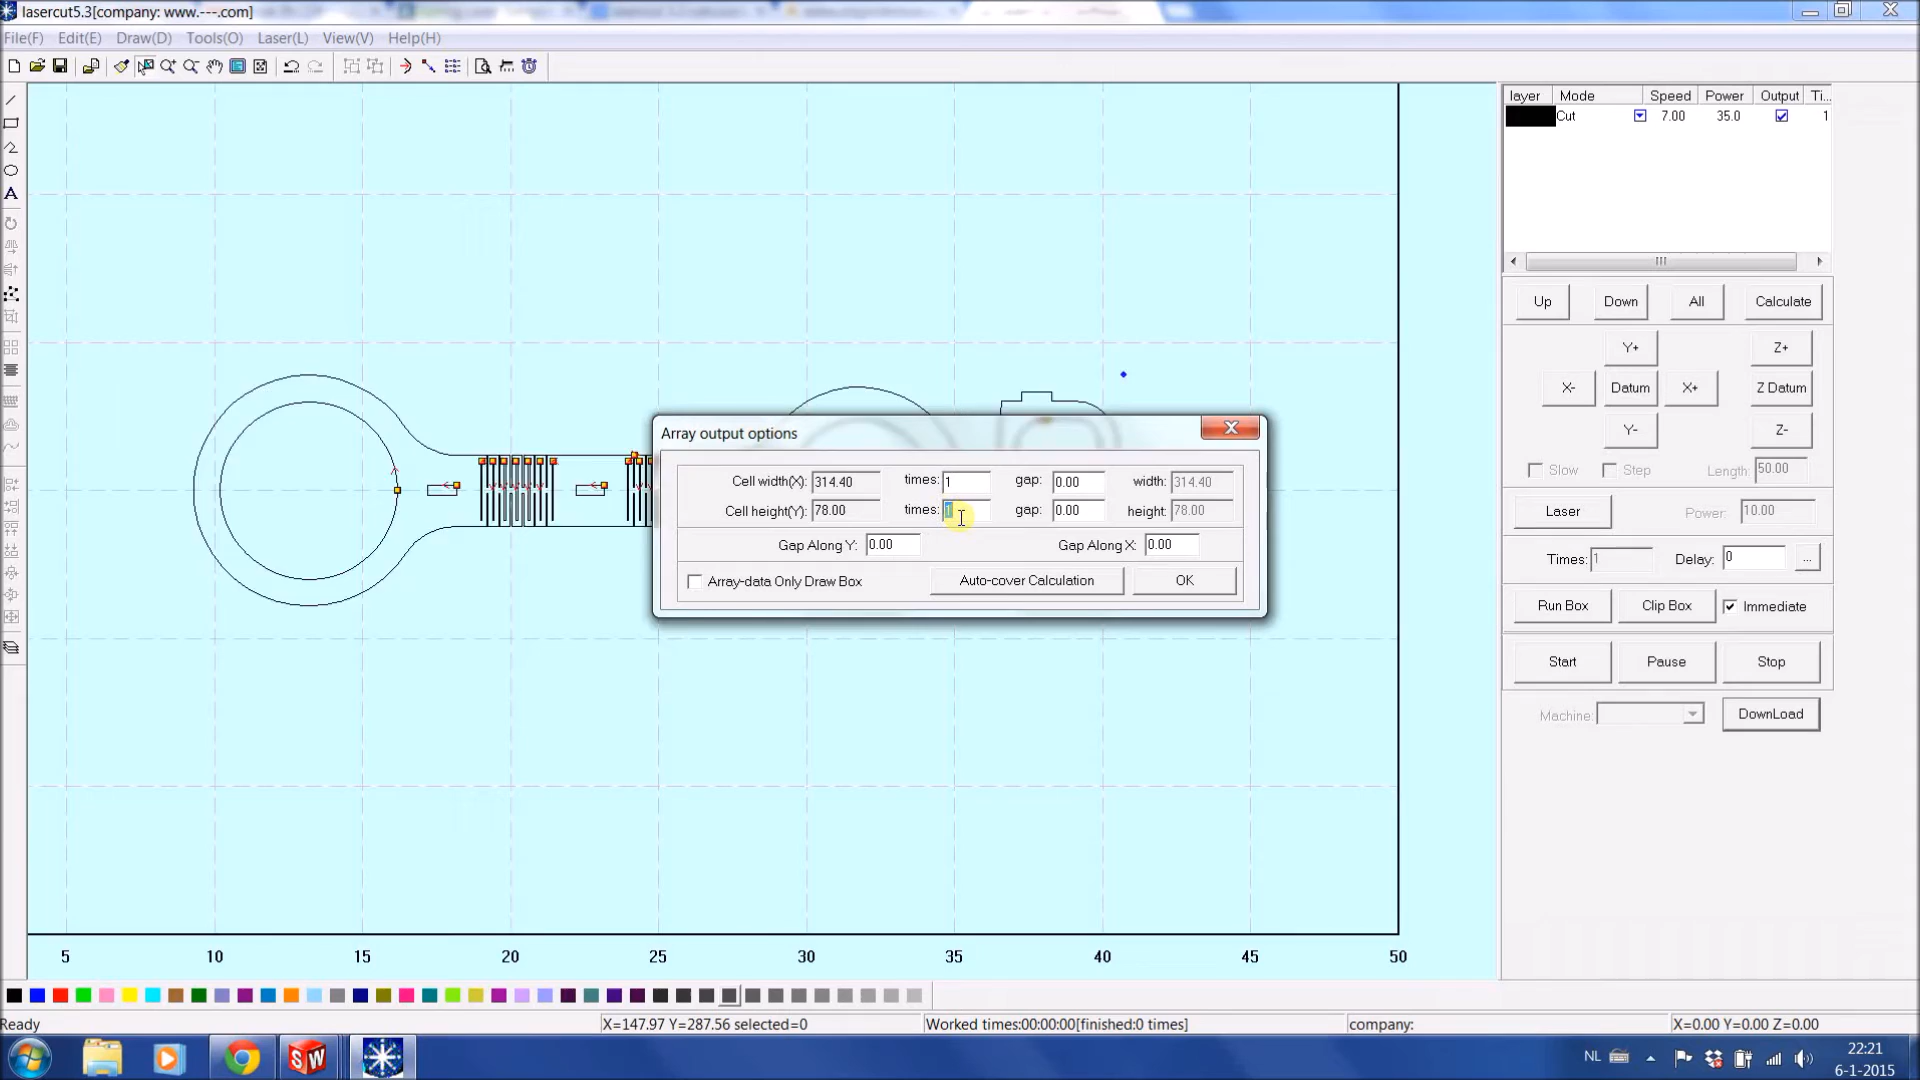 lasercut5.3[company: www.---.com]
File(F) Edit(E) Draw(D) Tools(O) Laser(L) View(V) Help(H)
layer Mode Speed Power Output Ti...
Cut 7.00 35.0 1
Up Down All Calculate
Y+ Z+
X- Datum X+ Z Datum
Y- Z-
Slow Step Length: 50.00
Laser Power: 10.00
Times: 1 Delay: 0 ...
Run Box Clip Box Immediate
Start Pause Stop
Machine: DownLoad
Array output options
Cell width(X): 314.40 times: 1 gap: 0.00 width: 314.40
Cell height(Y): 78.00 times: 1 gap: 0.00 height: 78.00
Gap Along Y: 0.00 Gap Along X: 0.00
Array-data Only Draw Box Auto-cover Calculation OK
5 10 15 20 25 30 35 40 45 50
Ready X=147.97 Y=287.56 selected=0 Worked times:00:00:00[finished:0 times] company: X=0.00 Y=0.00 Z=0.00
NL 22:21
6-1-2015